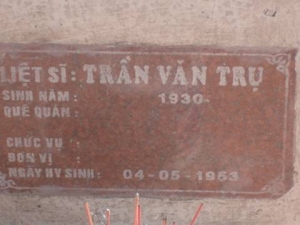 LIỆT SĨ: TRẦN VĂN TRỤ
SINH NĂM: 1930
QUÊ QUÁN:
CHỨC VỤ :
ĐƠN VỊ :
NGÀY HY SINH: 04-05-1953